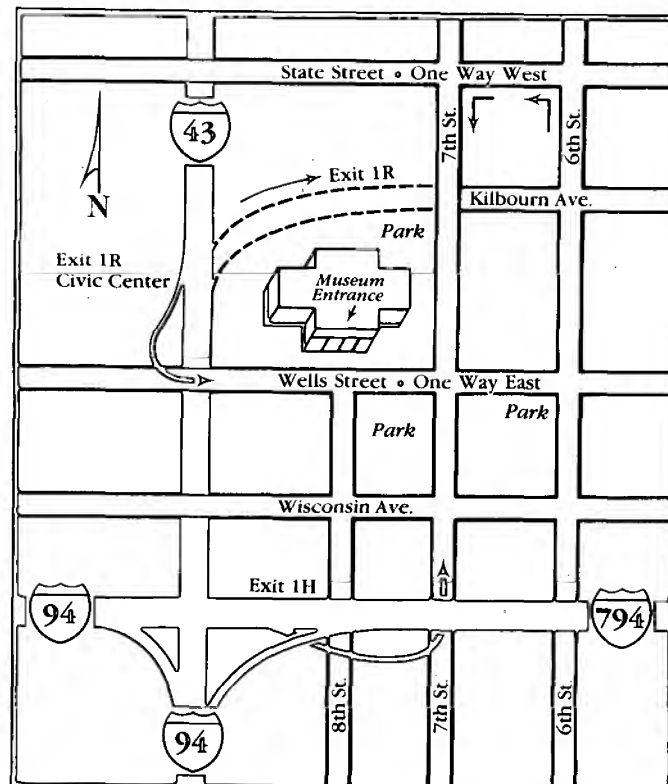 State Street • One Way West
43
7th St.
6th St.
Exit 1R
N
Kilbourn Ave.
Park
Exit 1R
Civic Center
Museum
Entrance
Wells Street • One Way East
Park
Park
Wisconsin Ave.
Exit 1H
94
794
8th St.
7th St.
6th St.
94